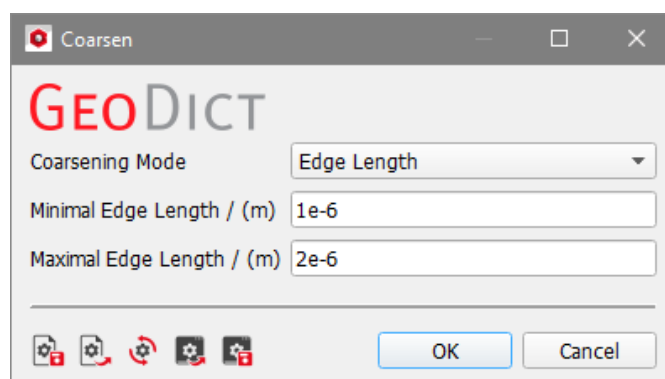 Coarsen
GEODICT
Coarsening Mode Edge Length
Minimal Edge Length / (m) 1e-6
Maximal Edge Length / (m) 2e-6
OK Cancel